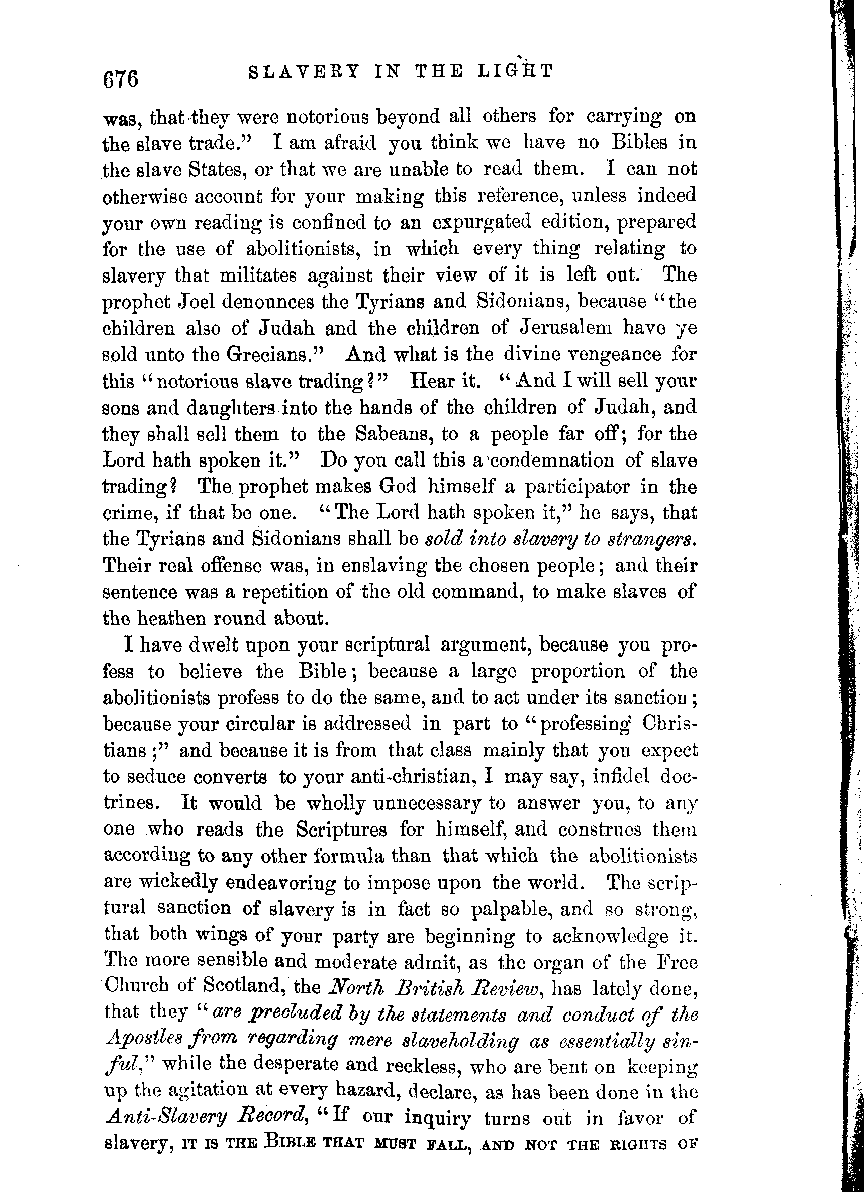 676 SLAVERY IN THE LIGHT
was, that they were notorious beyond all others for carrying on
the slave trade.” I am afraid you think we have no Bibles in
the slave States, or that we are unable to read them. I can not
otherwise account for your making this reference, unless indeed
your own reading is confined to an expurgated edition, prepared
for the use of abolitionists, in which every thing relating to
slavery that militates against their view of it is left out. The
prophet Joel denounces the Tyrians and Sidonians, because “the
children also of Judah and the children of Jerusalem have ye
sold unto the Grecians.” And what is the divine vengeance for
this “notorious slave trading?” Hear it. “And I will sell your
sons and daughters into the hands of the children of Judah, and
they shall sell them to the Sabeans, to a people far off; for the
Lord hath spoken it.” Do you call this a condemnation of slave
trading? The prophet makes God himself a participator in the
crime, if that be one. “The Lord hath spoken it,” he says, that
the Tyrians and Sidonians shall be sold into slavery to strangers.
Their real offense was, in enslaving the chosen people; and their
sentence was a repetition of the old command, to make slaves of
the heathen round about.
I have dwelt upon your scriptural argument, because you pro-
fess to believe the Bible; because a large proportion of the
abolitionists profess to do the same, and to act under its sanction;
because your circular is addressed in part to “professing Chris-
tians;” and because it is from that class mainly that you expect
to seduce converts to your anti-christian, I may say, infidel doc-
trines. It would be wholly unnecessary to answer you, to any
one who reads the Scriptures for himself, and construes them
according to any other formula than that which the abolitionists
are wickedly endeavoring to impose upon the world. The scrip-
tural sanction of slavery is in fact so palpable, and so strong,
that both wings of your party are beginning to acknowledge it.
The more sensible and moderate admit, as the organ of the Free
Church of Scotland, the North British Review, has lately done,
that they “are precluded by the statements and conduct of the
Apostles from regarding mere slaveholding as essentially sin-
ful,” while the desperate and reckless, who are bent on keeping
up the agitation at every hazard, declare, as has been done in the
Anti-Slavery Record, “If our inquiry turns out in favor of
slavery, IT IS THE BIBLE THAT MUST FALL, AND NOT THE RIGHTS OF